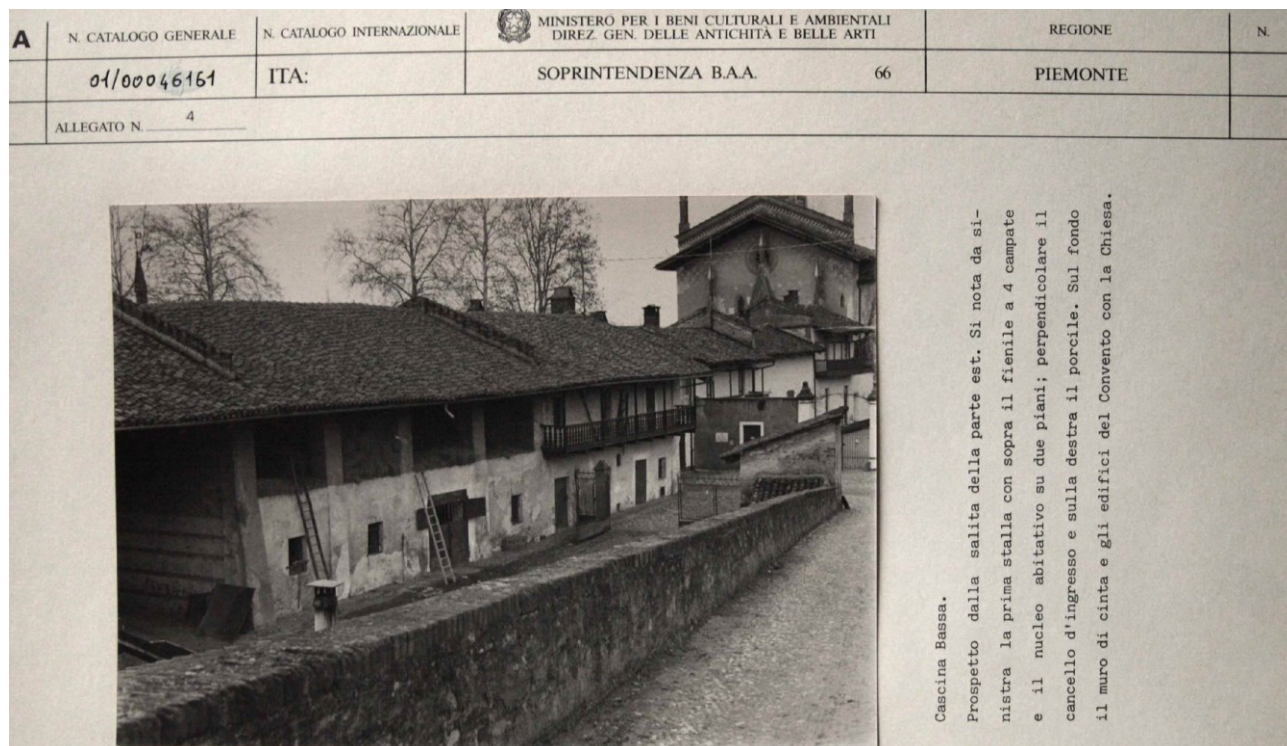 A
N. CATALOGO GENERALE
N. CATALOGO INTERNAZIONALE
MINISTERO PER I BENI CULTURALI E AMBIENTALI
DIREZ. GEN. DELLE ANTICHITÀ E BELLE ARTI
REGIONE
N.
01/00046161
ITA:
SOPRINTENDENZA B.A.A. 66
PIEMONTE
ALLEGATO N. 4
Cascina Bassa.
Prospetto dalla salita della parte est. Si nota da si-
nistra la prima stalla con sopra il fienile a 4 campate
e il nucleo abitativo su due piani; perpendicolare il
cancello d'ingresso e sulla destra il porcile. Sul fondo
il muro di cinta e gli edifici del Convento con la Chiesa.